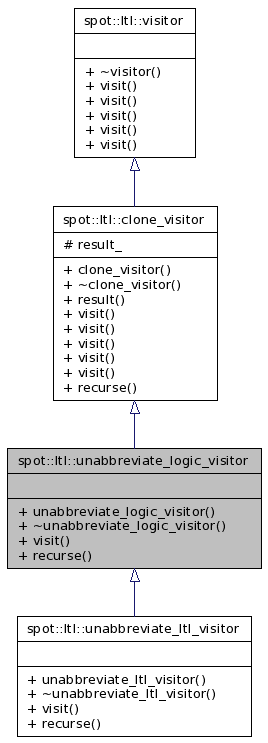 spot::ltl::visitor
+ ~visitor()
+ visit()
+ visit()
+ visit()
+ visit()
+ visit()
spot::ltl::clone_visitor
# result_
+ clone_visitor()
+ ~clone_visitor()
+ result()
+ visit()
+ visit()
+ visit()
+ visit()
+ visit()
+ recurse()
spot::ltl::unabbreviate_logic_visitor
+ unabbreviate_logic_visitor()
+ ~unabbreviate_logic_visitor()
+ visit()
+ recurse()
spot::ltl::unabbreviate_ltl_visitor
+ unabbreviate_ltl_visitor()
+ ~unabbreviate_ltl_visitor()
+ visit()
+ recurse()